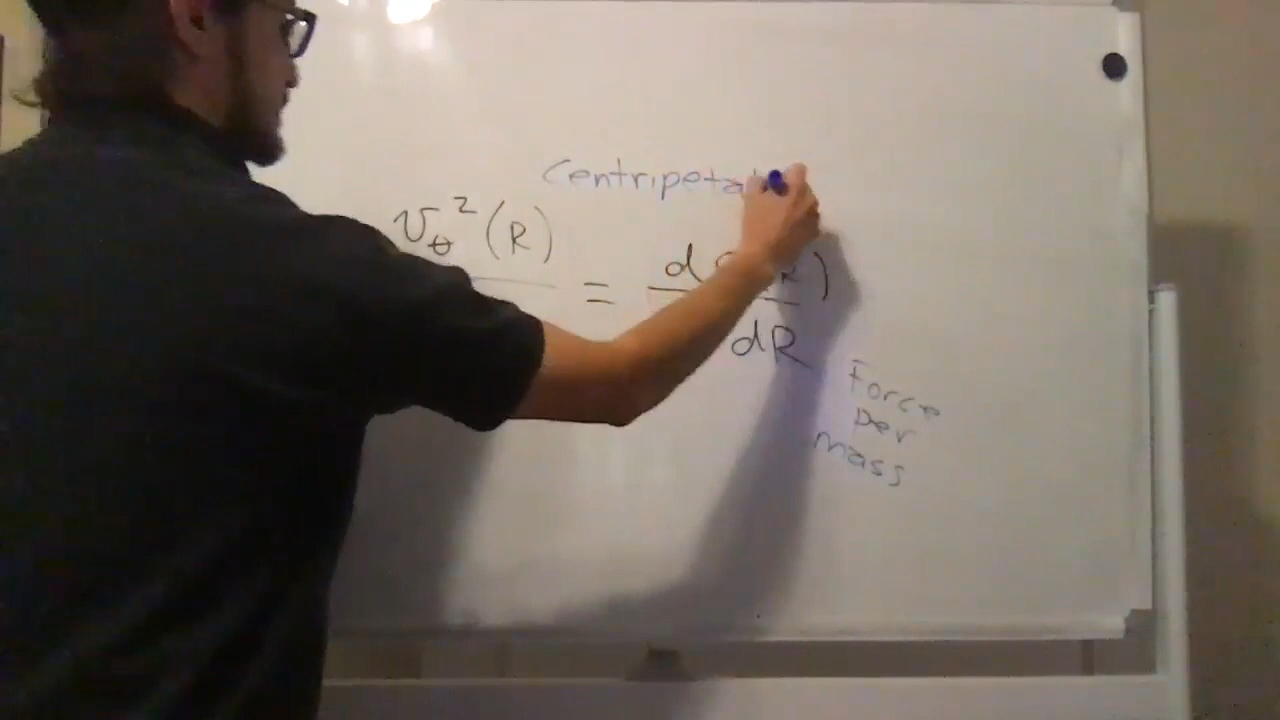 Centripeta
v_θ²(R) = d R)
dR
Force
per
mass